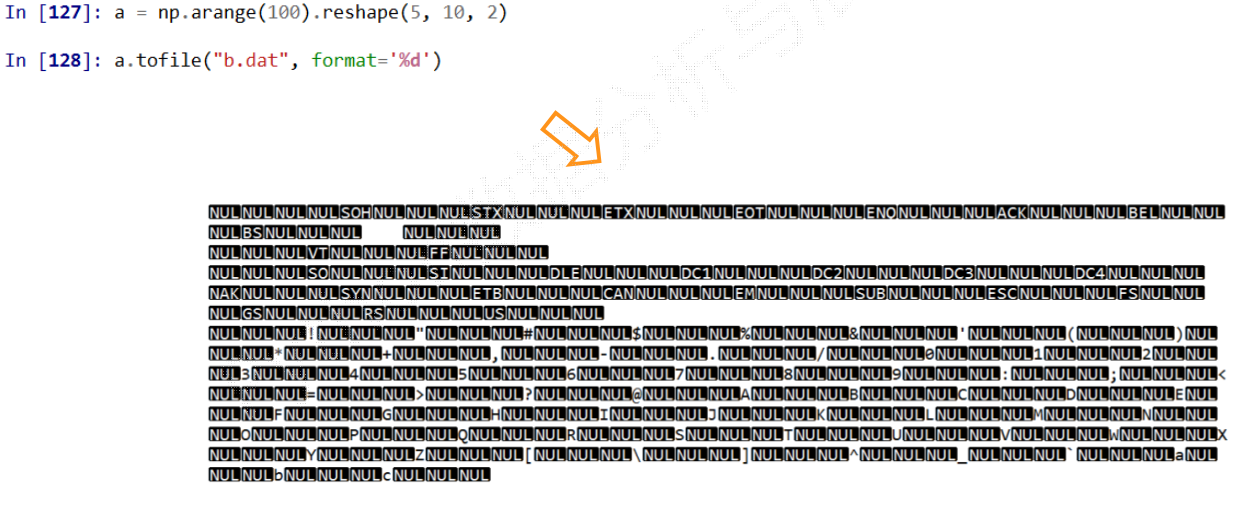 In [127]: a = np.arange(100).reshape(5, 10, 2)
In [128]: a.tofile("b.dat", format='%d')
NULNULNULNULSOHNULNULNULSTXNULNULNULETXNULNULNULEOTNULNULNULENQNULNULNULACKNULNULNULBELNULNUL
NULBSNULNULNUL    NULNULNUL
NULNULNULVTNULNULNULFFNULNULNUL
NULNULNULSONULNULNULSINULNULNULDLENULNULNULDC1NULNULNULDC2NULNULNULDC3NULNULNULDC4NULNULNUL
NAKNULNULNULSYNNULNULNULETBNULNULNULCANNULNULNULEMNULNULNULSUBNULNULNULESCNULNULNULFSNULNUL
NULGSNULNULNULRSNULNULNULUSNULNULNUL
NULNULNUL!NULNULNUL"NULNULNUL#NULNULNUL$NULNULNUL%NULNULNUL&NULNULNUL'NULNULNUL(NULNULNUL)NUL
NULNUL*NULNULNUL+NULNULNUL,NULNULNUL-NULNULNUL.NULNULNUL/NULNULNUL0NULNULNUL1NULNULNUL2NULNUL
NUL3NULNULNUL4NULNULNUL5NULNULNUL6NULNULNUL7NULNULNUL8NULNULNUL9NULNULNUL:NULNULNUL;NULNULNUL<
NULNULNUL=NULNULNUL>NULNULNUL?NULNULNUL@NULNULNULANULNULNULBNULNULNULCNULNULNULDNULNULNULENUL
NULNULFNULNULNULGNULNULNULHNULNULNULINULNULNULJNULNULNULKNULNULNULLNULNULNULMNULNULNULNNULNUL
NULONULNULNULPNULNULNULQNULNULNULRNULNULNULSNULNULNULTNULNULNULUNULNULNULVNULNULNULWNULNULNULX
NULNULNULYNULNULNULZNULNULNUL[NULNULNUL\NULNULNUL]NULNULNUL^NULNULNUL_NULNULNUL`NULNULNULaNUL
NULNULbNULNULNULcNULNULNUL
分析